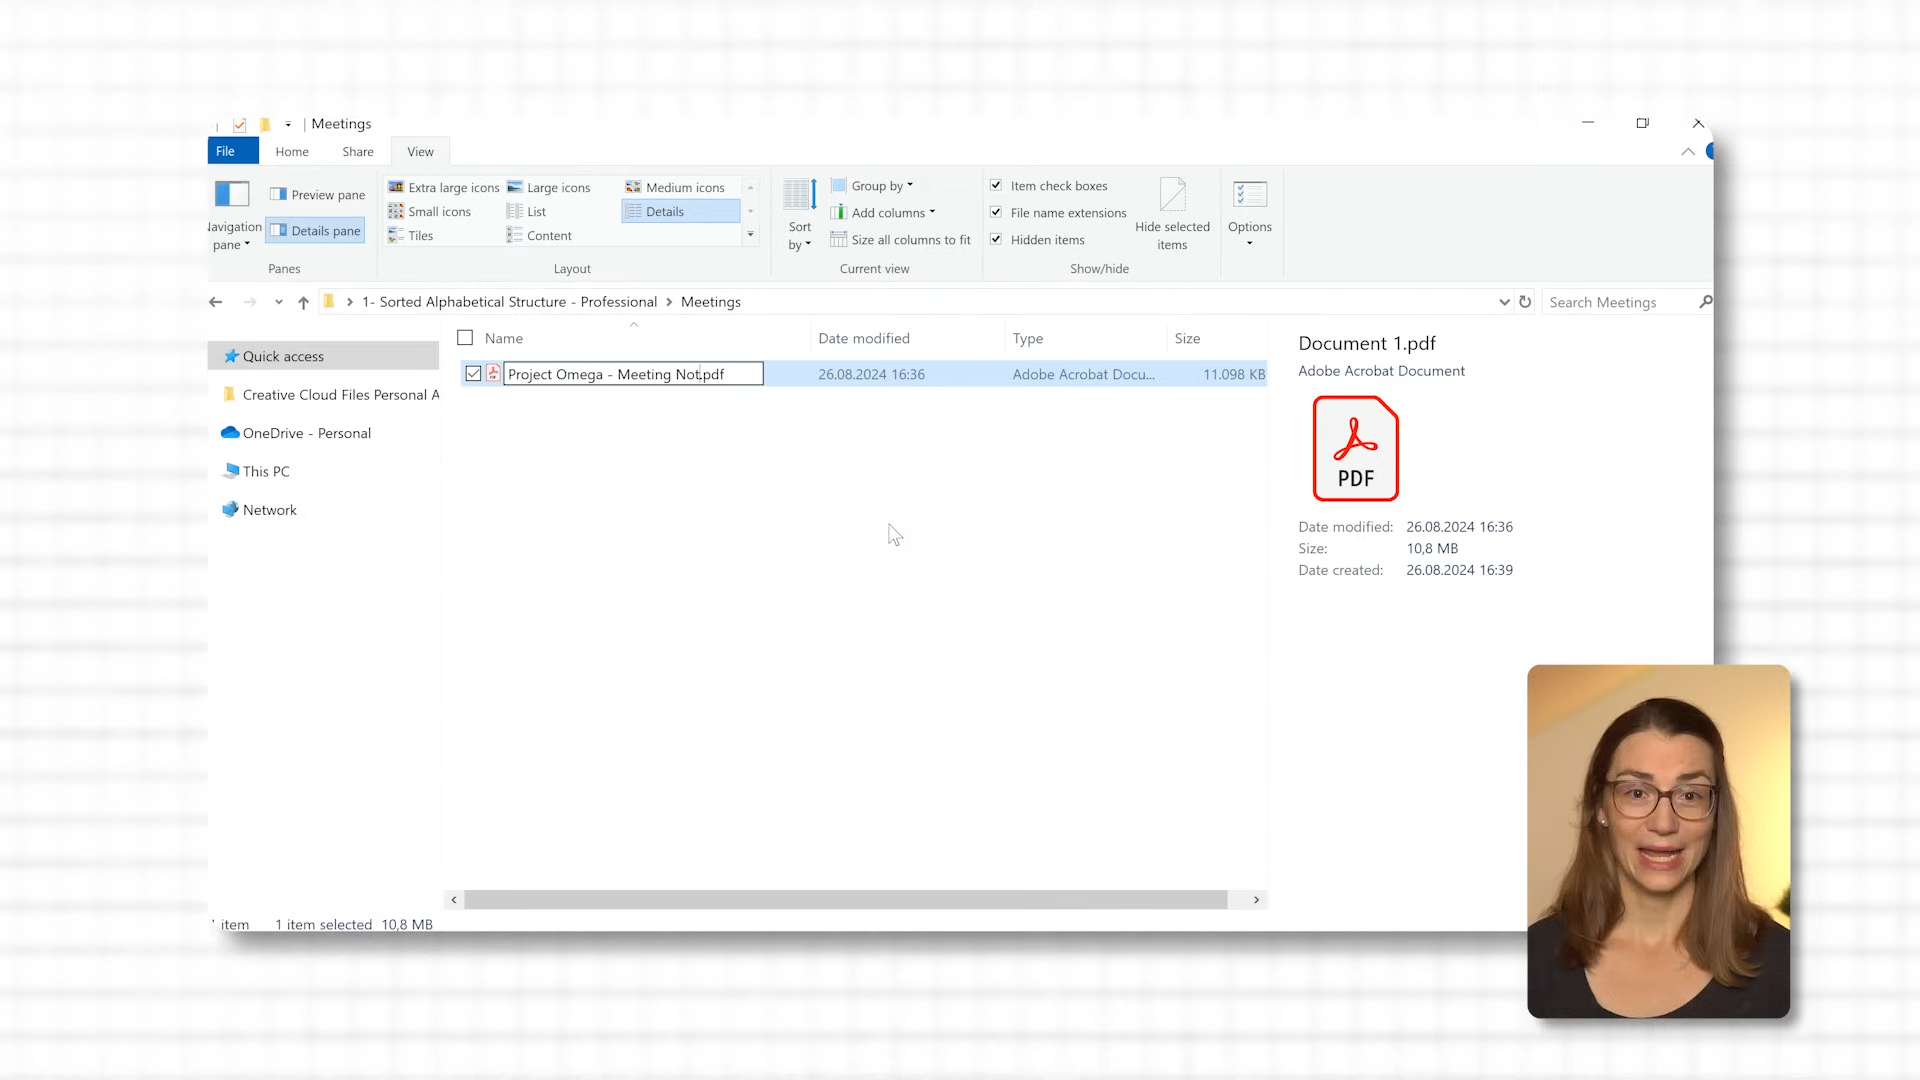 Meetings
File Home Share View
Navigation pane
Preview pane
Details pane
Panes
Extra large icons Large icons Medium icons
Small icons List Details
Tiles Content
Layout
Sort by
Group by
Add columns
Size all columns to fit
Current view
Item check boxes
File name extensions
Hidden items
Hide selected items
Show/hide
Options
1- Sorted Alphabetical Structure - Professional Meetings
Search Meetings
Quick access
Creative Cloud Files Personal A
OneDrive - Personal
This PC
Network
Name Date modified Type Size
Project Omega - Meeting Not.pdf 26.08.2024 16:36 Adobe Acrobat Docu... 11.098 KB
Document 1.pdf
Adobe Acrobat Document
PDF
Date modified: 26.08.2024 16:36
Size: 10,8 MB
Date created: 26.08.2024 16:39
item 1 item selected 10,8 MB